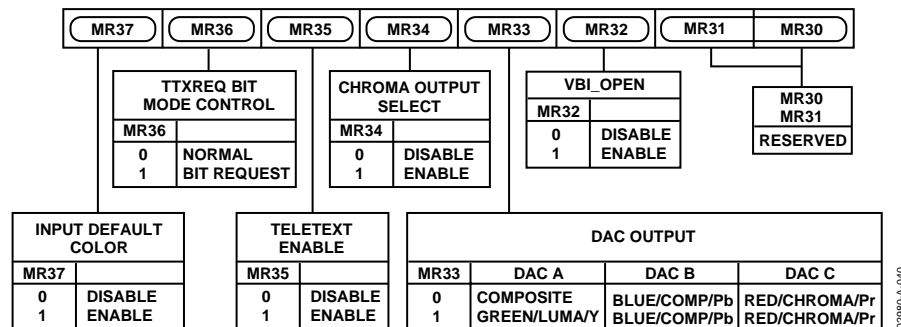 MR37 MR36 MR35 MR34 MR33 MR32 MR31 MR30
TTXREQ BIT
MODE CONTROL
MR36
0 NORMAL
1 BIT REQUEST
CHROMA OUTPUT
SELECT
MR34
0 DISABLE
1 ENABLE
VBI_OPEN
MR32
0 DISABLE
1 ENABLE
MR30
MR31
RESERVED
INPUT DEFAULT
COLOR
MR37
0 DISABLE
1 ENABLE
TELETEXT
ENABLE
MR35
0 DISABLE
1 ENABLE
DAC OUTPUT
MR33 DAC A DAC B DAC C
0 COMPOSITE BLUE/COMP/Pb RED/CHROMA/Pr
1 GREEN/LUMA/Y BLUE/COMP/Pb RED/CHROMA/Pr
02980-A-040